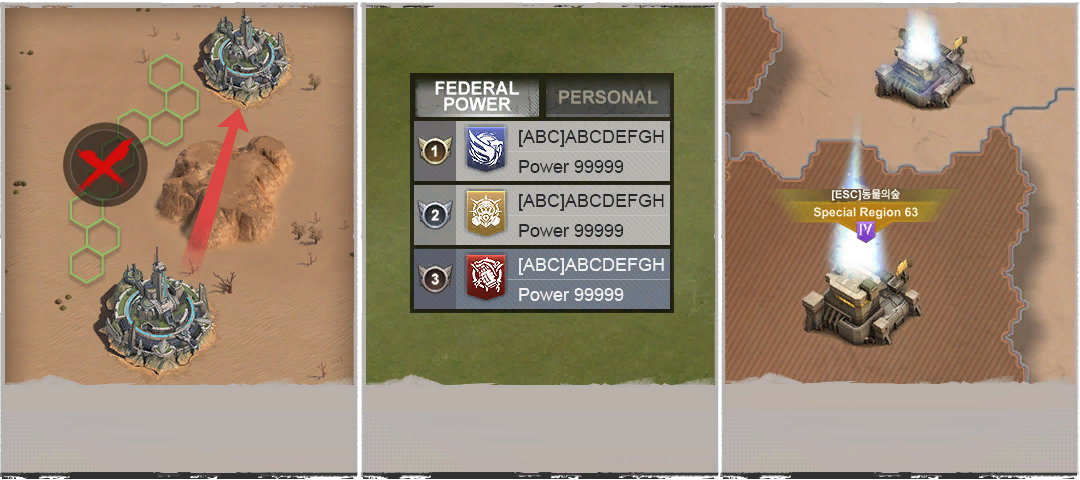 FEDERAL
POWER
PERSONAL
1
[ABC]ABCDEFGH
Power 99999
2
[ABC]ABCDEFGH
Power 99999
3
[ABC]ABCDEFGH
Power 99999
[ESC]동물의숲
Special Region 63
IV